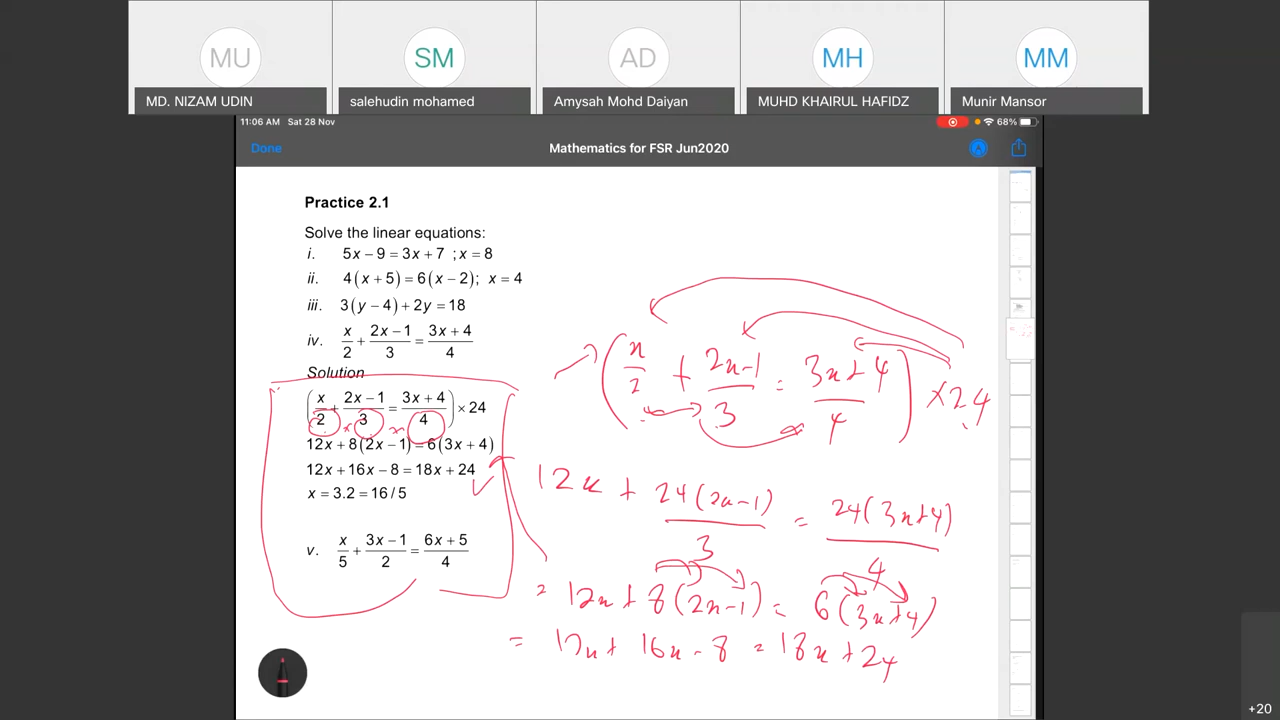 MU SM AD MH MM
MD. NIZAM UDIN salehudin mohamed Amysah Mohd Daiyan MUHD KHAIRUL HAFIDZ Munir Mansor
11:06 AM Sat 28 Nov 68%
Done Mathematics for FSR Jun2020
Practice 2.1
Solve the linear equations:
i. 5x − 9 = 3x + 7 ; x = 8
ii. 4(x + 5) = 6(x − 2); x = 4
iii. 3(y − 4) + 2y = 18
iv. x/2 + (2x − 1)/3 = (3x + 4)/4
Solution
(x/2 + (2x − 1)/3 = (3x + 4)/4) × 24
12x + 8(2x − 1) = 6(3x + 4)
12x + 16x − 8 = 18x + 24
x = 3.2 = 16 / 5
v. x/5 + (3x − 1)/2 = (6x + 5)/4
(x/2 + (2x−1)/3 = (3x+4)/4) × 24
12x + 24(2x−1)/3 = 24(3x+4)/4
= 12x + 8(2x−1) = 6(3x+4)
= 12x + 16x − 8 = 18x + 24
+20